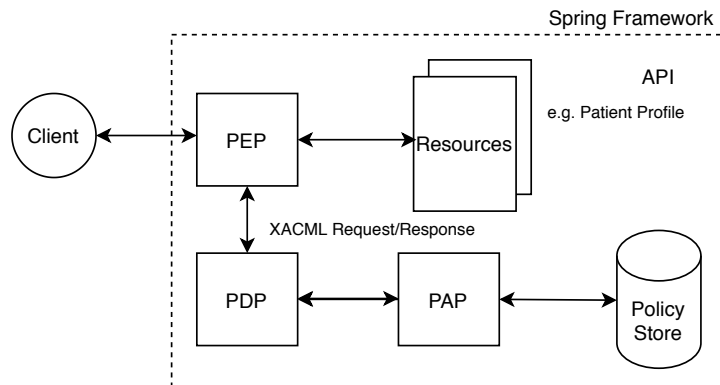 Spring Framework
API
e.g. Patient Profile
Client
PEP
Resources
XACML Request/Response
PDP
PAP
Policy
Store